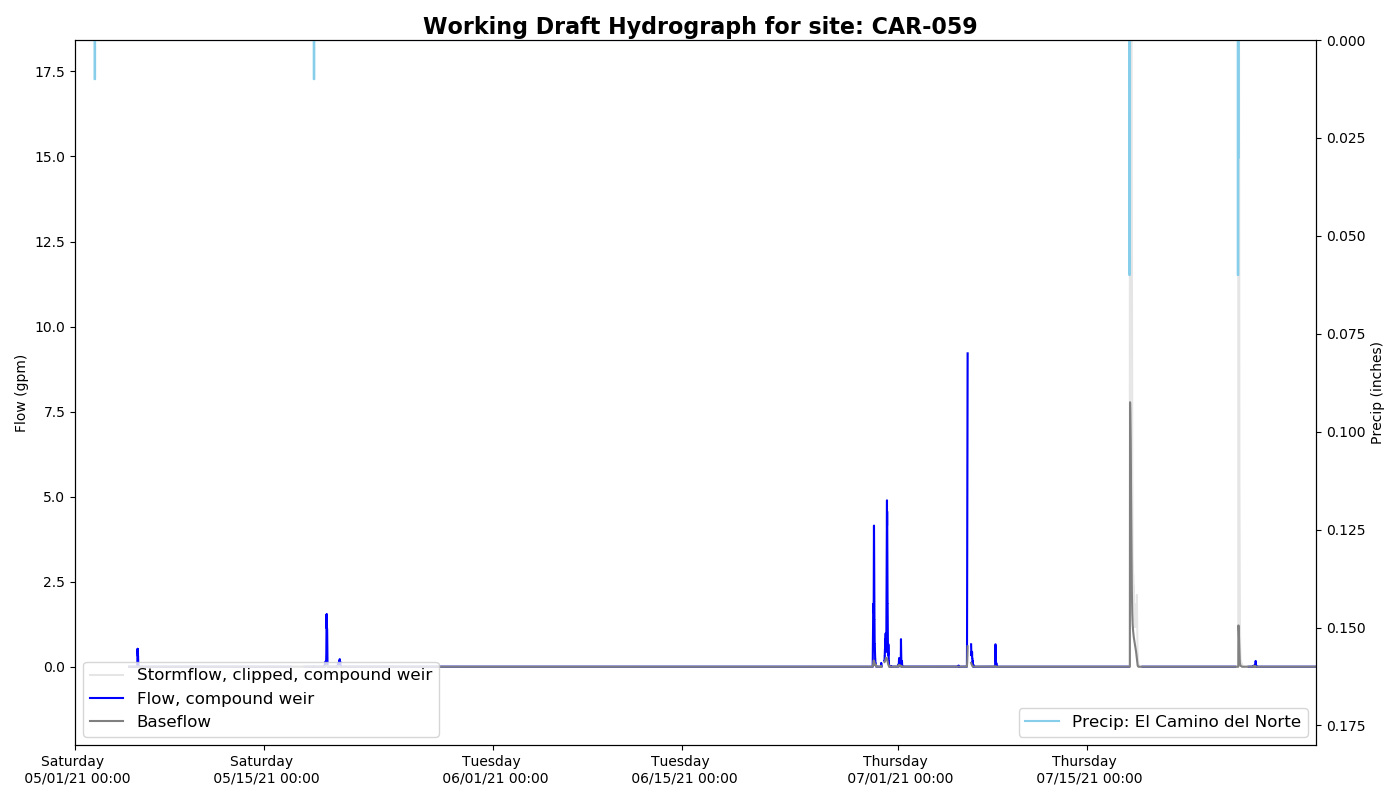 Working Draft Hydrograph for site: CAR-059
17.5
15.0
12.5
10.0
7.5
5.0
2.5
0.0
Flow (gpm)
0.000
0.025
0.050
0.075
0.100
0.125
0.150
0.175
Precip (inches)
Stormflow, clipped, compound weir
Flow, compound weir
Baseflow
Precip: El Camino del Norte
Saturday
05/01/21 00:00
Saturday
05/15/21 00:00
Tuesday
06/01/21 00:00
Tuesday
06/15/21 00:00
Thursday
07/01/21 00:00
Thursday
07/15/21 00:00